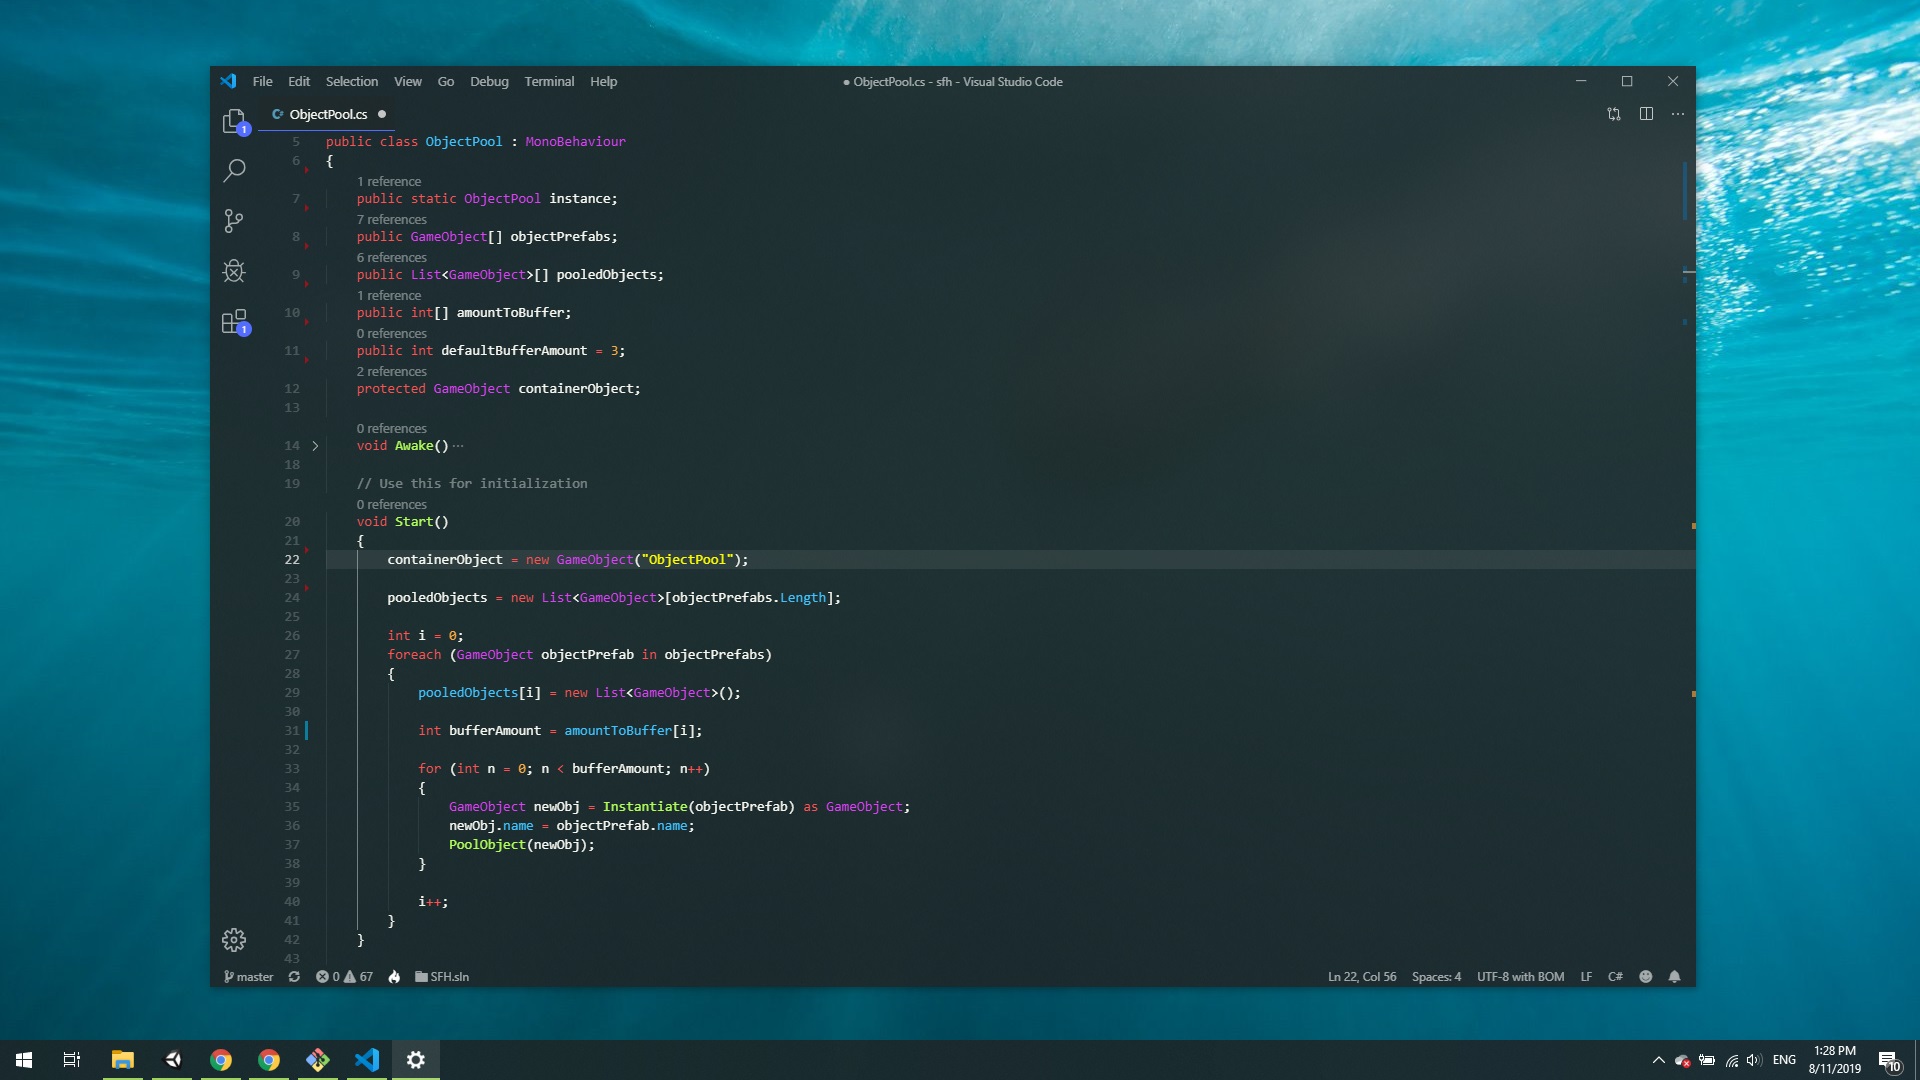 File Edit Selection View Go Debug Terminal Help
● ObjectPool.cs - sfh - Visual Studio Code
ObjectPool.cs ●
1
1
5 public class ObjectPool : MonoBehaviour
6 {
1 reference
7 public static ObjectPool instance;
7 references
8 public GameObject[] objectPrefabs;
6 references
9 public List<GameObject>[] pooledObjects;
1 reference
10 public int[] amountToBuffer;
0 references
11 public int defaultBufferAmount = 3;
2 references
12 protected GameObject containerObject;
13
0 references
14 void Awake() ···
18
19 // Use this for initialization
0 references
20 void Start()
21 {
22 containerObject = new GameObject("ObjectPool");
23
24 pooledObjects = new List<GameObject>[objectPrefabs.Length];
25
26 int i = 0;
27 foreach (GameObject objectPrefab in objectPrefabs)
28 {
29 pooledObjects[i] = new List<GameObject>();
30
31 int bufferAmount = amountToBuffer[i];
32
33 for (int n = 0; n < bufferAmount; n++)
34 {
35 GameObject newObj = Instantiate(objectPrefab) as GameObject;
36 newObj.name = objectPrefab.name;
37 PoolObject(newObj);
38 }
39
40 i++;
41 }
42 }
43
master 0 67 SFH.sln
Ln 22, Col 56 Spaces: 4 UTF-8 with BOM LF C#
ENG
1:28 PM
8/11/2019
10